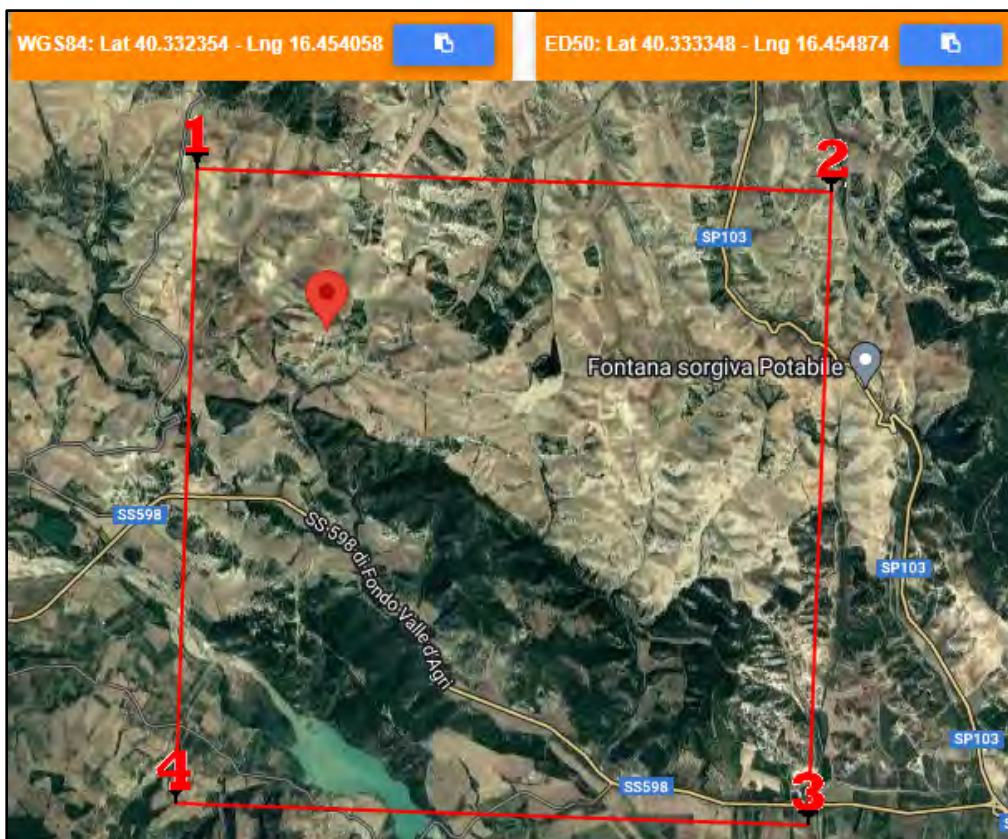 WGS84: Lat 40.332354 - Lng 16.454058
ED50: Lat 40.333348 - Lng 16.454874
1
2
SP103
Fontana sorgiva Potabile
SS598
SS 598 di Fondo Valle d'Agri
SP103
SP103
4
SS598
3